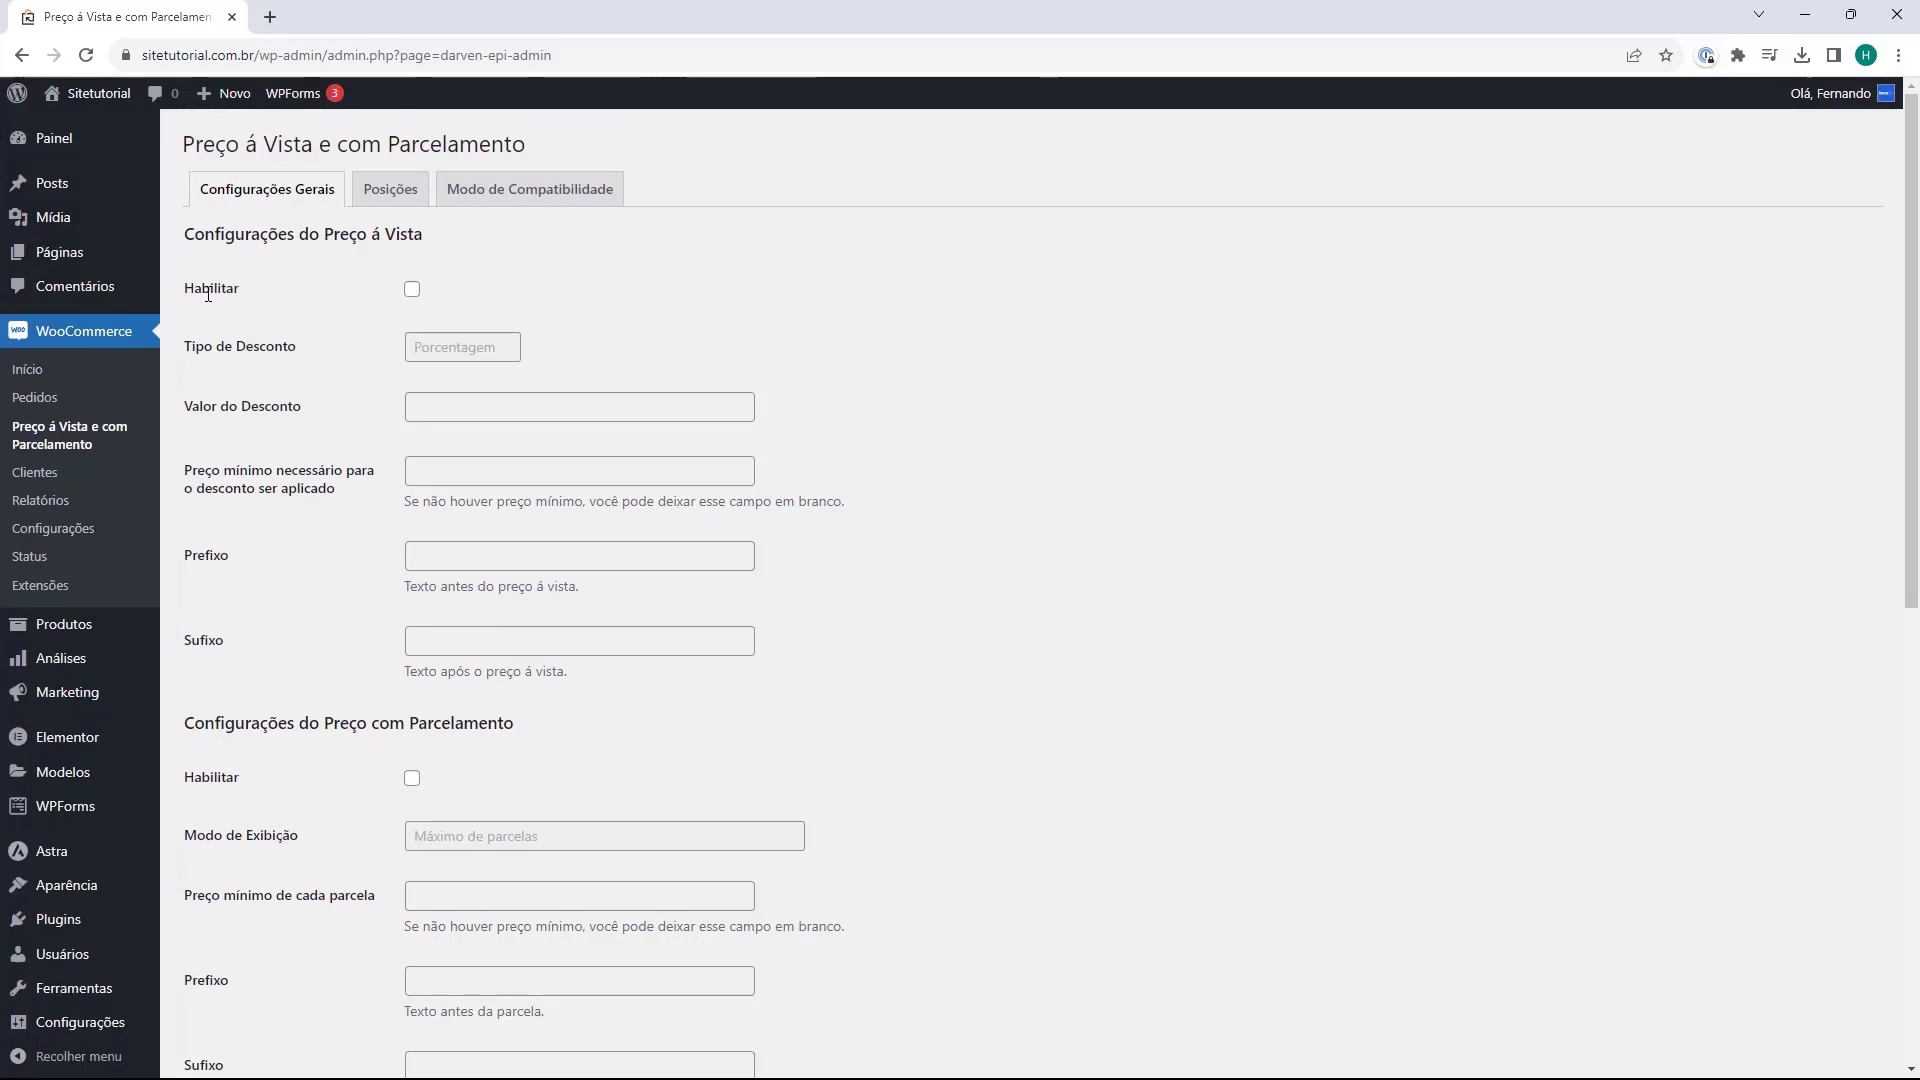 Preço á Vista e com Parcelamen
sitetutorial.com.br/wp-admin/admin.php?page=darven-epi-admin
H
Sitetutorial
0
Novo
WPForms 3
Olá, Fernando
Painel
Posts
Mídia
Páginas
Comentários
Woo WooCommerce
Início
Pedidos
Preço á Vista e com
Parcelamento
Clientes
Relatórios
Configurações
Status
Extensões
Produtos
Análises
Marketing
Elementor
Modelos
WPForms
Astra
Aparência
Plugins
Usuários
Ferramentas
Configurações
Recolher menu
Preço á Vista e com Parcelamento
Configurações Gerais
Posições
Modo de Compatibilidade
Configurações do Preço á Vista
Habilitar
Tipo de Desconto
Porcentagem
Valor do Desconto
Preço mínimo necessário para
o desconto ser aplicado
Se não houver preço mínimo, você pode deixar esse campo em branco.
Prefixo
Texto antes do preço á vista.
Sufixo
Texto após o preço á vista.
Configurações do Preço com Parcelamento
Habilitar
Modo de Exibição
Máximo de parcelas
Preço mínimo de cada parcela
Se não houver preço mínimo, você pode deixar esse campo em branco.
Prefixo
Texto antes da parcela.
Sufixo